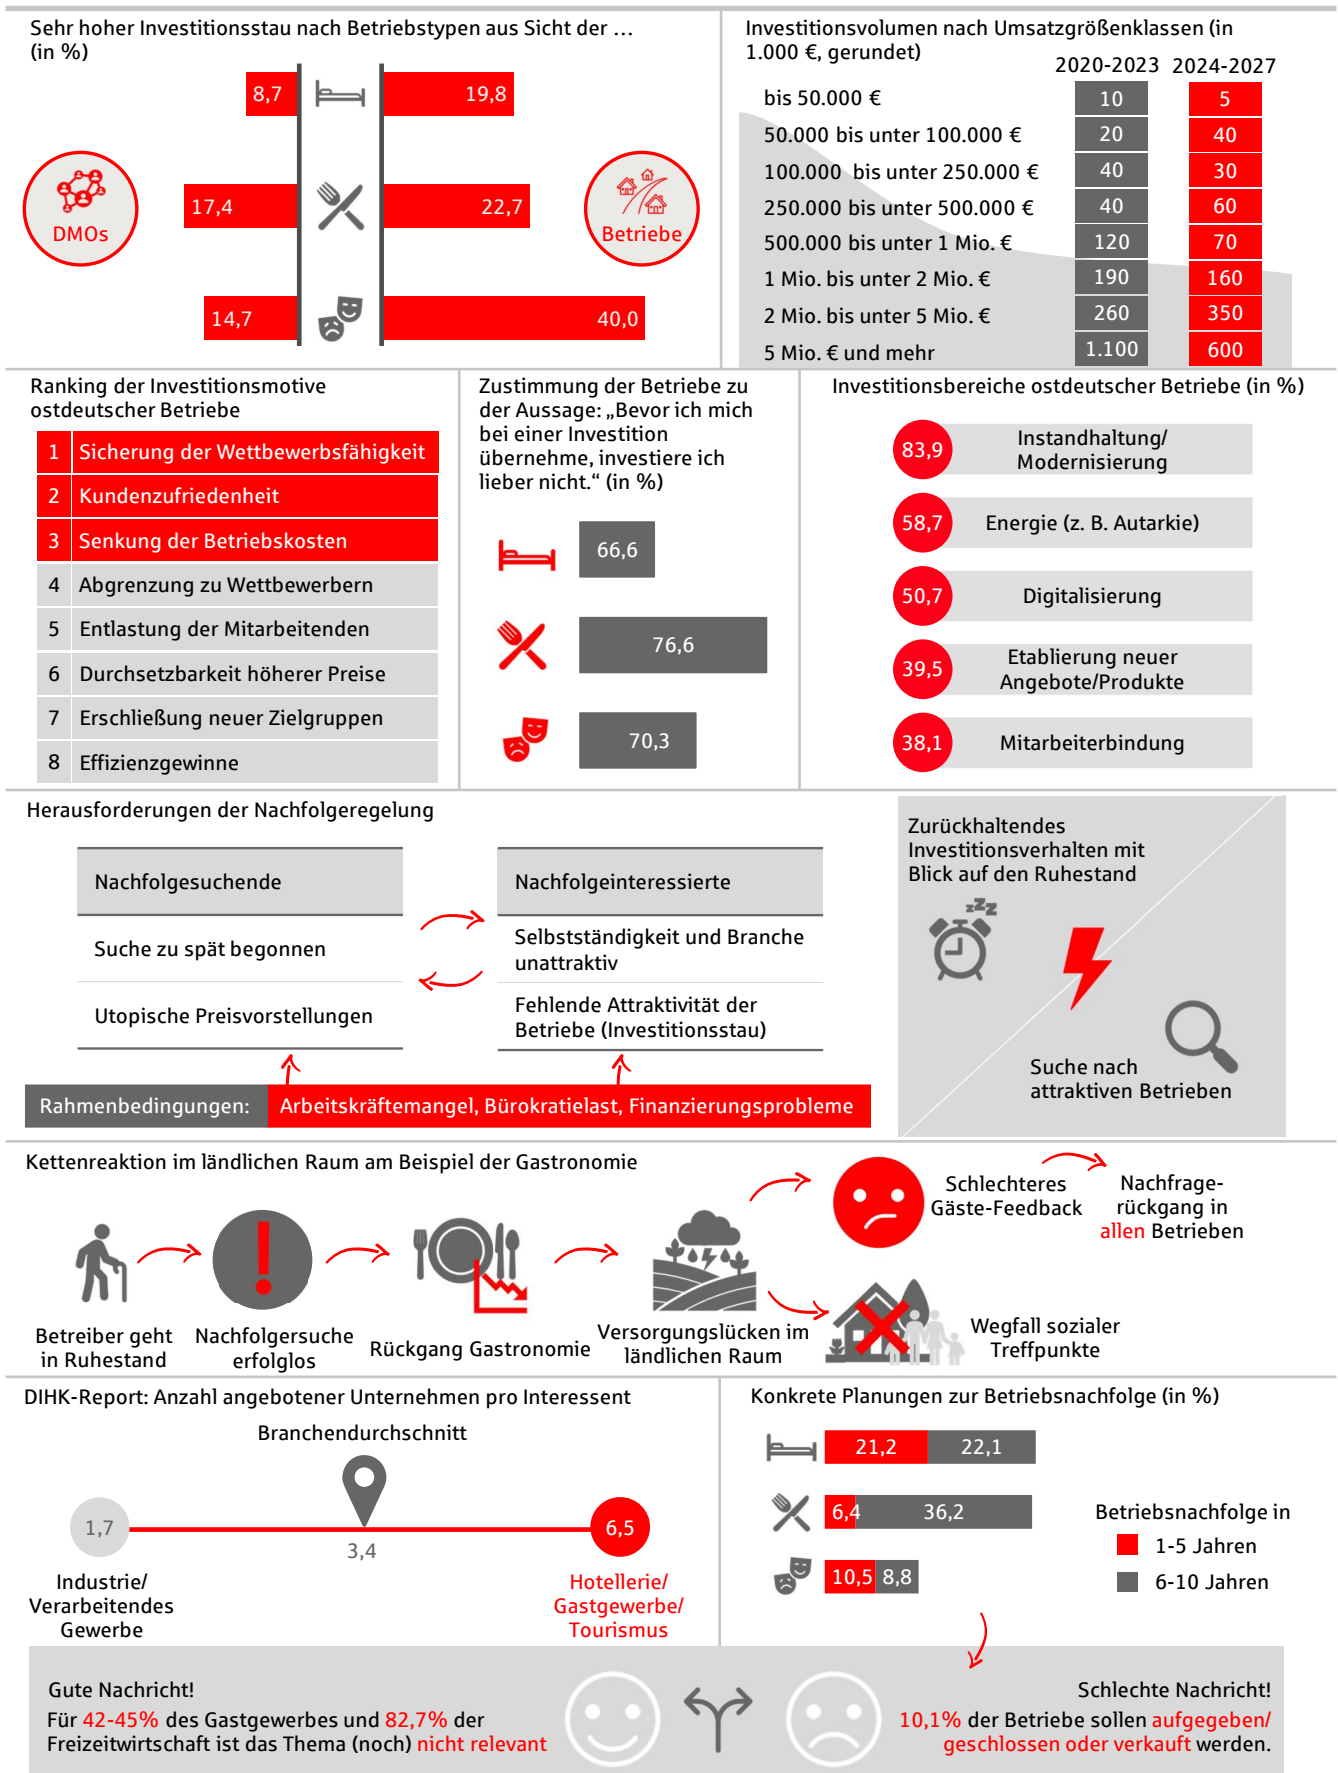 Sehr hoher Investitionsstau nach Betriebstypen aus Sicht der …
(in %)
8,7
19,8
DMOs
17,4
22,7
Betriebe
14,7
40,0
Investitionsvolumen nach Umsatzgrößenklassen (in
1.000 €, gerundet)
2020-2023 2024-2027
bis 50.000 € 10 5
50.000 bis unter 100.000 € 20 40
100.000 bis unter 250.000 € 40 30
250.000 bis unter 500.000 € 40 60
500.000 bis unter 1 Mio. € 120 70
1 Mio. bis unter 2 Mio. € 190 160
2 Mio. bis unter 5 Mio. € 260 350
5 Mio. € und mehr 1.100 600
Ranking der Investitionsmotive
ostdeutscher Betriebe
1 Sicherung der Wettbewerbsfähigkeit
2 Kundenzufriedenheit
3 Senkung der Betriebskosten
4 Abgrenzung zu Wettbewerbern
5 Entlastung der Mitarbeitenden
6 Durchsetzbarkeit höherer Preise
7 Erschließung neuer Zielgruppen
8 Effizienzgewinne
Zustimmung der Betriebe zu
der Aussage: „Bevor ich mich
bei einer Investition
übernehme, investiere ich
lieber nicht.“ (in %)
66,6
76,6
70,3
Investitionsbereiche ostdeutscher Betriebe (in %)
83,9 Instandhaltung/
Modernisierung
58,7 Energie (z. B. Autarkie)
50,7 Digitalisierung
39,5 Etablierung neuer
Angebote/Produkte
38,1 Mitarbeiterbindung
Herausforderungen der Nachfolgeregelung
Nachfolgesuchende
Suche zu spät begonnen
Utopische Preisvorstellungen
Nachfolgeinteressierte
Selbstständigkeit und Branche
unattraktiv
Fehlende Attraktivität der
Betriebe (Investitionsstau)
Rahmenbedingungen: Arbeitskräftemangel, Bürokratielast, Finanzierungsprobleme
Zurückhaltendes
Investitionsverhalten mit
Blick auf den Ruhestand
zZZ
Suche nach
attraktiven Betrieben
Kettenreaktion im ländlichen Raum am Beispiel der Gastronomie
Betreiber geht
in Ruhestand
Nachfolgersuche
erfolglos
Rückgang Gastronomie
Versorgungslücken im
ländlichen Raum
Schlechteres
Gäste-Feedback
Nachfrage-
rückgang in
allen Betrieben
Wegfall sozialer
Treffpunkte
DIHK-Report: Anzahl angebotener Unternehmen pro Interessent
Branchendurchschnitt
1,7
3,4
6,5
Industrie/
Verarbeitendes
Gewerbe
Hotellerie/
Gastgewerbe/
Tourismus
Konkrete Planungen zur Betriebsnachfolge (in %)
21,2 22,1
6,4 36,2
10,5 8,8
Betriebsnachfolge in
1-5 Jahren
6-10 Jahren
Gute Nachricht!
Für 42-45% des Gastgewerbes und 82,7% der
Freizeitwirtschaft ist das Thema (noch) nicht relevant
Schlechte Nachricht!
10,1% der Betriebe sollen aufgegeben/
geschlossen oder verkauft werden.